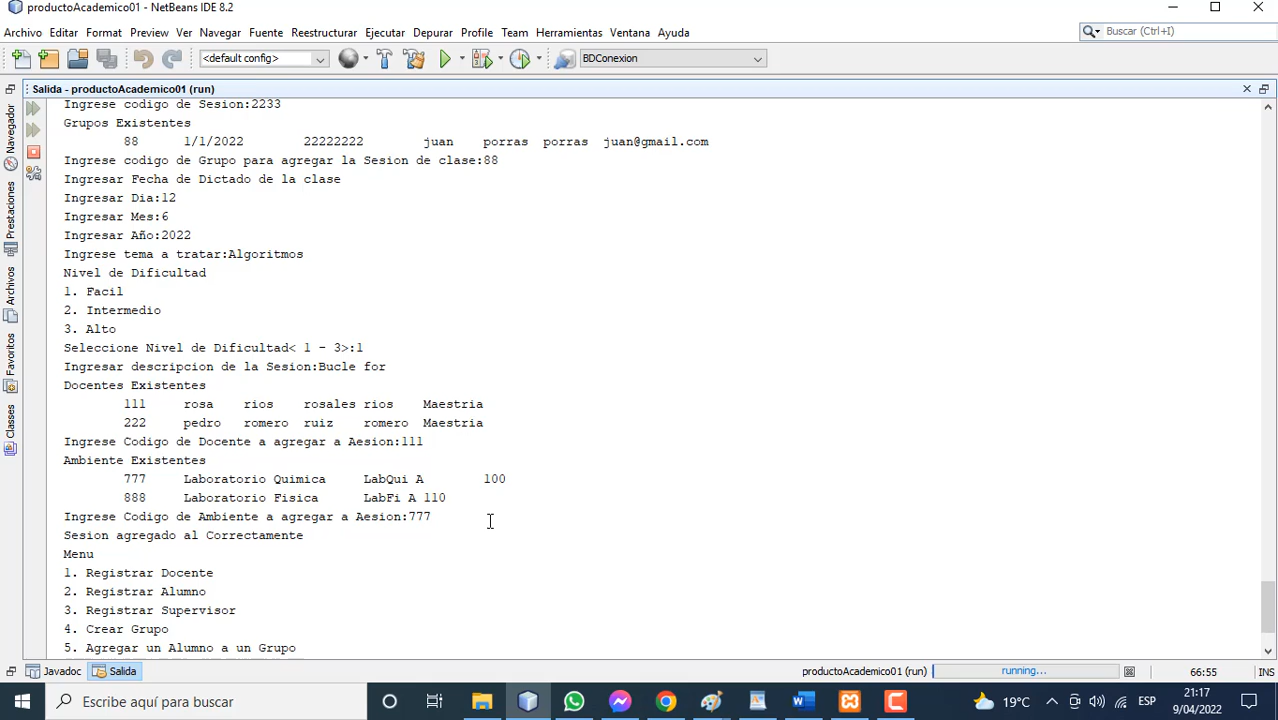 productoAcademico01 - NetBeans IDE 8.2
Archivo Editar Format Preview Ver Navegar Fuente Reestructurar Ejecutar Depurar Profile Team Herramientas Ventana Ayuda
Buscar (Ctrl+I)
<default config>
BDConexion
Salida - productoAcademico01 (run)
Navegador
Prestaciones
Archivos
Favoritos
Classes
Ingrese codigo de Sesion:2233
Grupos Existentes
88 1/1/2022 22222222 juan porras porras juan@gmail.com
Ingrese codigo de Grupo para agregar la Sesion de clase:88
Ingresar Fecha de Dictado de la clase
Ingresar Dia:12
Ingresar Mes:6
Ingresar Año:2022
Ingrese tema a tratar:Algoritmos
Nivel de Dificultad
1. Facil
2. Intermedio
3. Alto
Seleccione Nivel de Dificultad< 1 - 3>:1
Ingresar descripcion de la Sesion:Bucle for
Docentes Existentes
111 rosa rios rosales rios Maestria
222 pedro romero ruiz romero Maestria
Ingrese Codigo de Docente a agregar a Aesion:111
Ambiente Existentes
777 Laboratorio Quimica LabQui A 100
888 Laboratorio Fisica LabFi A 110
Ingrese Codigo de Ambiente a agregar a Aesion:777
Sesion agregado al Correctamente
Menu
1. Registrar Docente
2. Registrar Alumno
3. Registrar Supervisor
4. Crear Grupo
5. Agregar un Alumno a un Grupo
Javadoc Salida
productoAcademico01 (run) running... 66:55 INS
Escribe aquí para buscar
19°C
ESP
21:17
9/04/2022